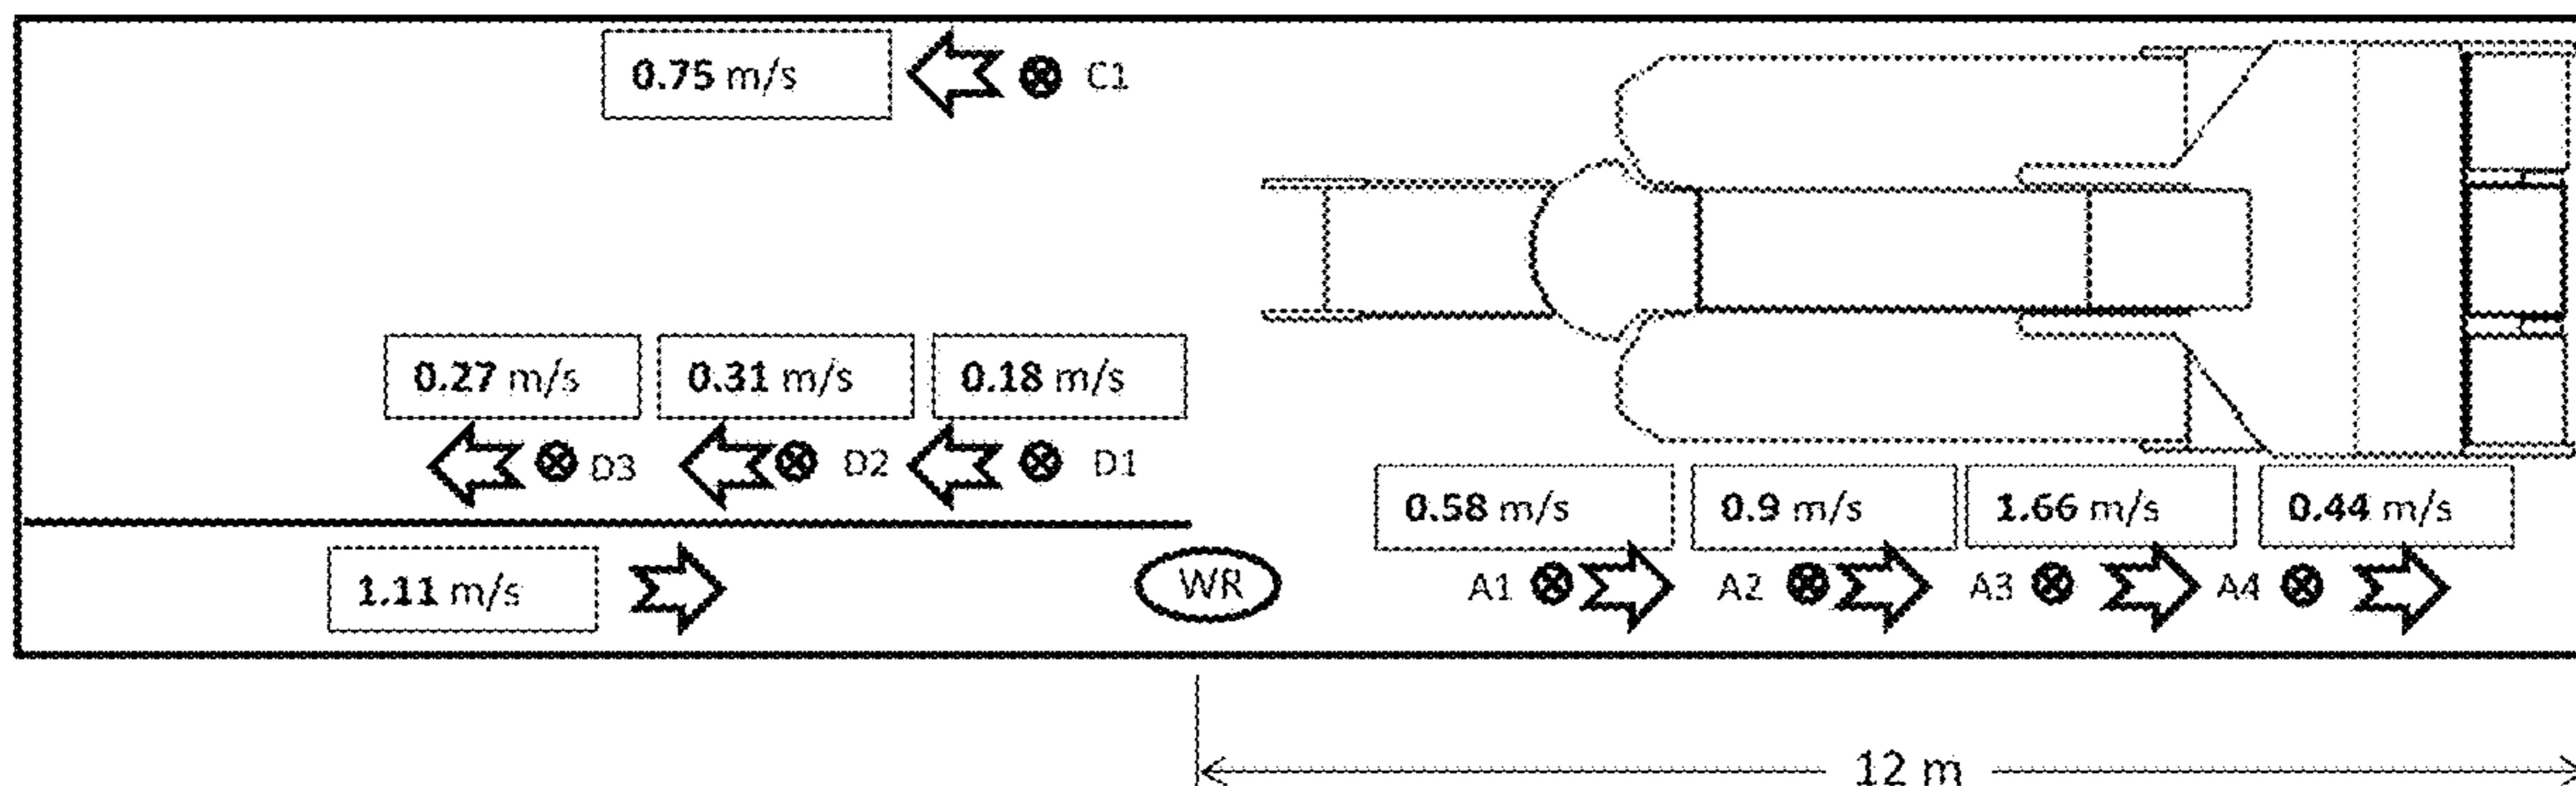 0.75 m/s C1
0.27 m/s 0.31 m/s 0.18 m/s
D3 D2 D1
0.58 m/s 0.9 m/s 1.66 m/s 0.44 m/s
1.11 m/s WR A1 A2 A3 A4
12 m